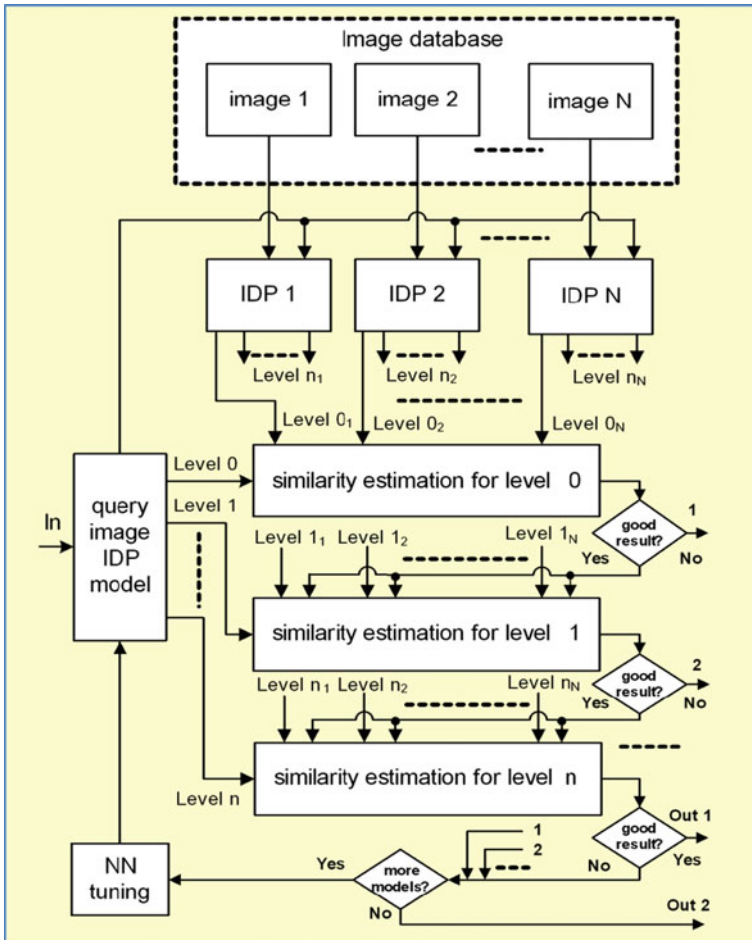 Image database
image 1
image 2
image N
IDP 1
IDP 2
IDP N
Level n₁
Level n₂
Level nN
Level 0₁
Level 0₂
Level 0N
Level 0
similarity estimation for level 0
query
image
IDP
model
In
Level 1
good
result?
1
Yes
No
Level 1₁
Level 1₂
Level 1N
similarity estimation for level 1
good
result?
2
Yes
No
Level n₁
Level n₂
Level nN
similarity estimation for level n
Level n
good
result?
Out 1
No
Yes
1
2
NN
tuning
Yes
more
models?
No
Out 2